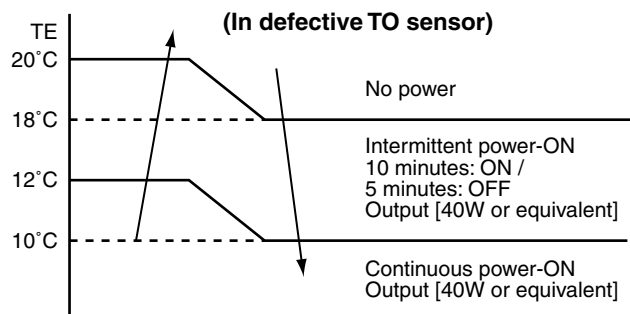 (In defective TO sensor)
TE
20˚C
No power
18˚C
Intermittent power-ON
10 minutes: ON /
12˚C
5 minutes: OFF
Output [40W or equivalent]
10˚C
Continuous power-ON
Output [40W or equivalent]